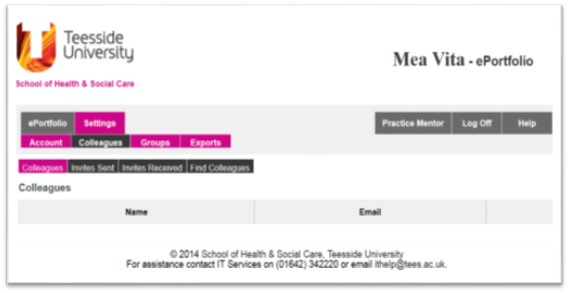 Teesside
University
Mea Vita - ePortfolio
School of Health & Social Care
ePortfolio Settings Practice Mentor Log Off Help
Account Colleagues Groups Exports
Colleagues Invites Sent Invites Received Find Colleagues
Colleagues
Name Email
© 2014 School of Health & Social Care, Teesside University
For assistance contact IT Services on (01642) 342220 or email ithelp@tees.ac.uk.